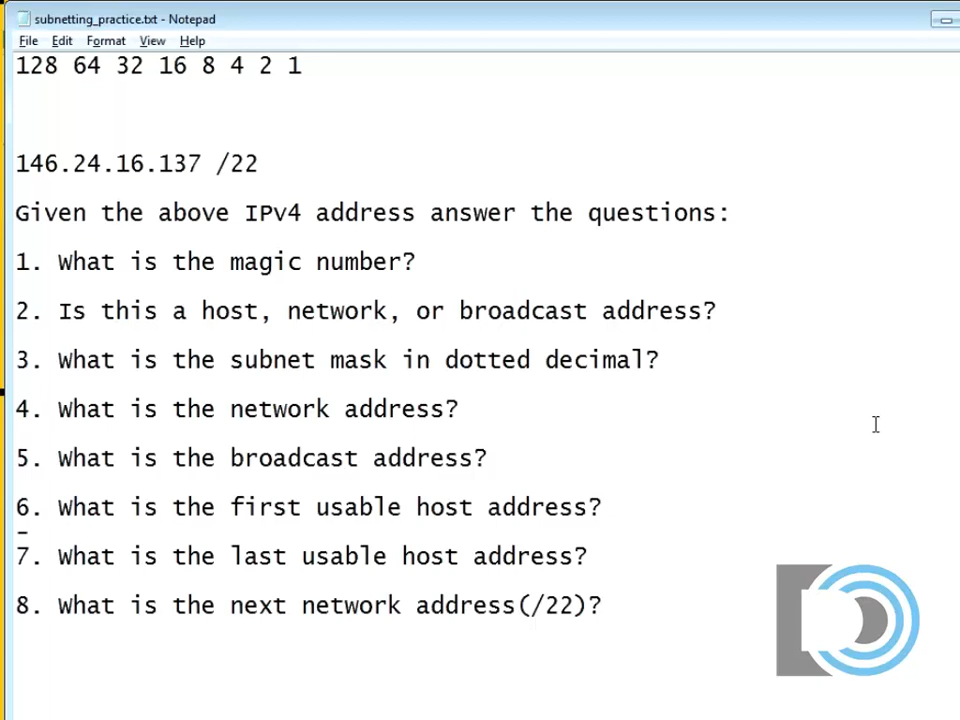 subnetting_practice.txt - Notepad
File Edit Format View Help
128 64 32 16 8 4 2 1
146.24.16.137 /22
Given the above IPv4 address answer the questions:
1. What is the magic number?
2. Is this a host, network, or broadcast address?
3. What is the subnet mask in dotted decimal?
4. What is the network address?
5. What is the broadcast address?
6. What is the first usable host address?
7. What is the last usable host address?
8. What is the next network address(/22)?